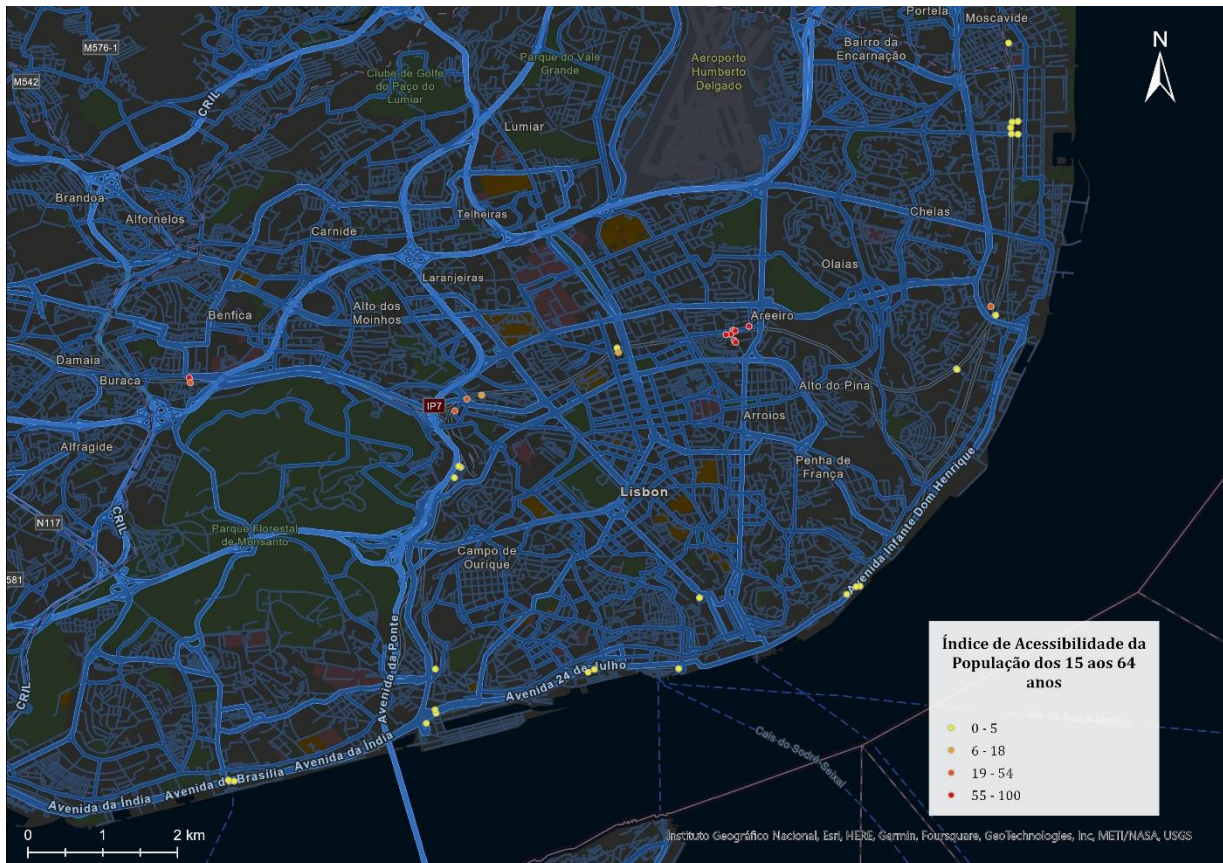 Portela
Moscavide
M576-1
M542
Clube de Golfe
do Paço do
Lumiar
Parque do Vale
Grande
Aeroporto
Humberto
Delgado
Bairro da
Encarnação
N
CRIL
Lumiar
Brandoa
Alfornelos
Carnide
Telheiras
Chelas
Laranjeiras
Olaias
Benfica
Alto dos
Moinhos
Areeiro
Damaia
Buraca
IP7
Alto do Pina
Arroios
Alfragide
Penha de
França
Lisbon
N117
CRIL
Parque Florestal
de Monsanto
Campo de
Ourique
Avenida Infante Dom Henrique
581
Avenida da Ponte
Avenida 24 de Julho
CRIL
Avenida da Índia
Avenida de Brasília
Avenida da Índia
Cais do Sodré-Seixal
Índice de Acessibilidade da
População dos 15 aos 64
anos
0 - 5
6 - 18
19 - 54
55 - 100
0 1 2 km
Instituto Geográfico Nacional, Esri, HERE, Garmin, Foursquare, GeoTechnologies, Inc, METI/NASA, USGS